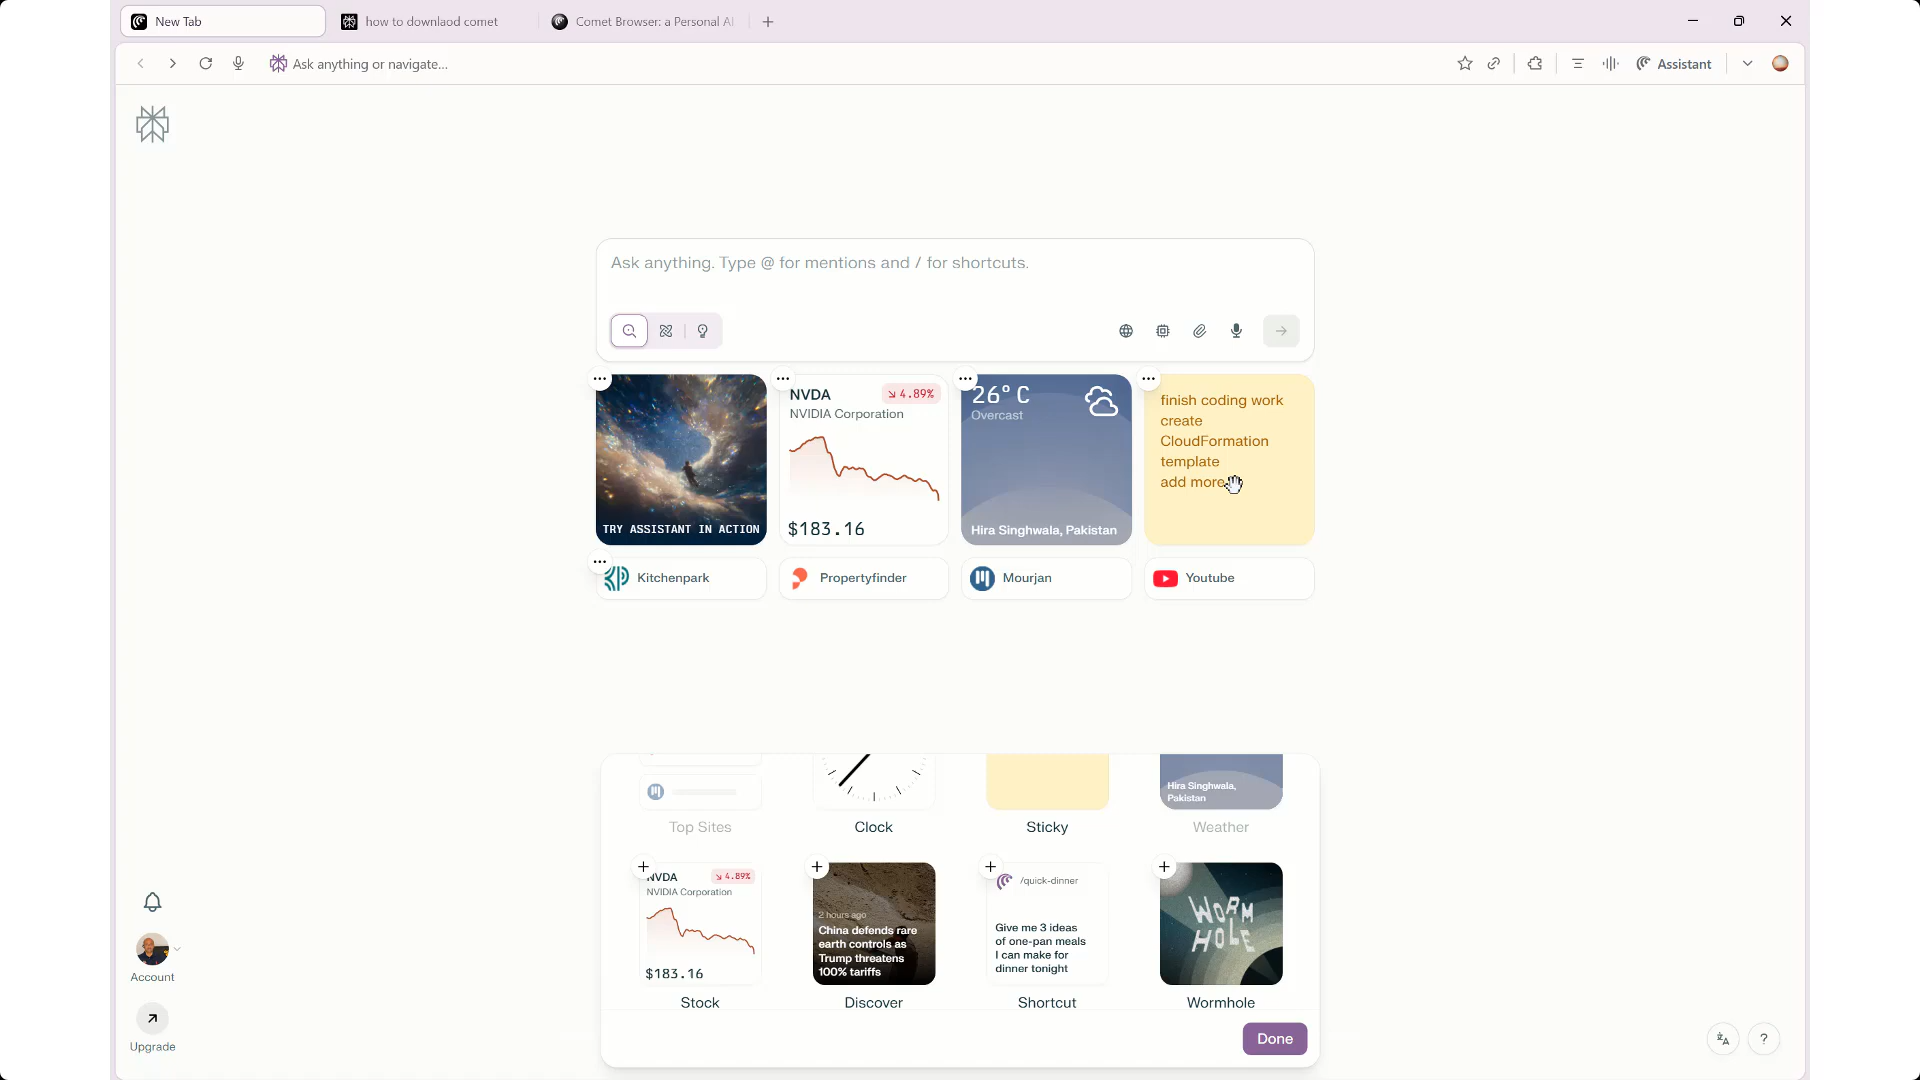 New Tab
how to downlaod comet
Comet Browser: a Personal AI
Ask anything or navigate...
Assistant
Ask anything. Type @ for mentions and / for shortcuts.
TRY ASSISTANT IN ACTION
NVDA
4.89%
NVIDIA Corporation
$183.16
26° C
Overcast
Hira Singhwala, Pakistan
finish coding work
create
CloudFormation
template
add more
Kitchenpark
Propertyfinder
Mourjan
Youtube
Hira Singhwala,
Pakistan
Top Sites
Clock
Sticky
Weather
NVDA
4.89%
NVIDIA Corporation
$183.16
2 hours ago
China defends rare
earth controls as
Trump threatens
100% tariffs
/quick-dinner
Give me 3 ideas
of one-pan meals
I can make for
dinner tonight
WORM
HOLE
Stock
Discover
Shortcut
Wormhole
Done
Account
Upgrade